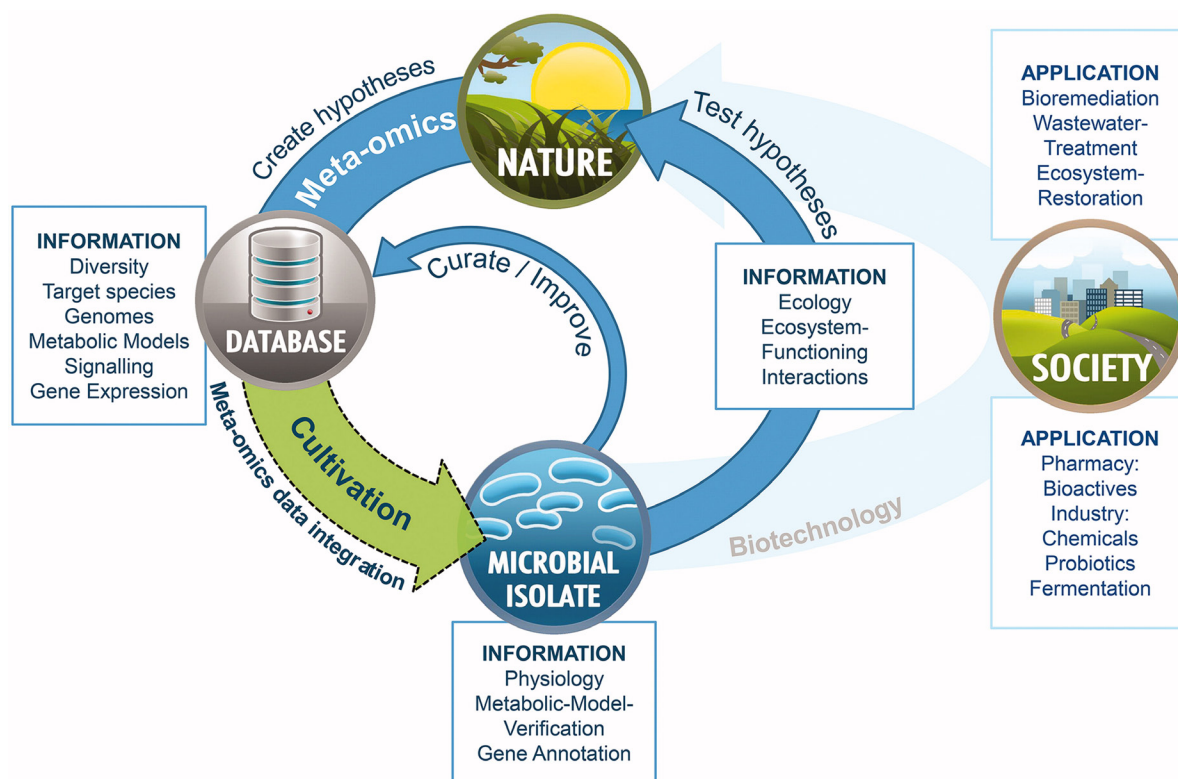 Create hypotheses
Meta-omics
NATURE
Test hypotheses
APPLICATION
Bioremediation
Wastewater-
Treatment
Ecosystem-
Restoration
INFORMATION
Diversity
Target species
Genomes
Metabolic Models
Signalling
Gene Expression
DATABASE
Curate / Improve
INFORMATION
Ecology
Ecosystem-
Functioning
Interactions
SOCIETY
Cultivation
Meta-omics data integration
MICROBIAL
ISOLATE
Biotechnology
APPLICATION
Pharmacy:
Bioactives
Industry:
Chemicals
Probiotics
Fermentation
INFORMATION
Physiology
Metabolic-Model-
Verification
Gene Annotation